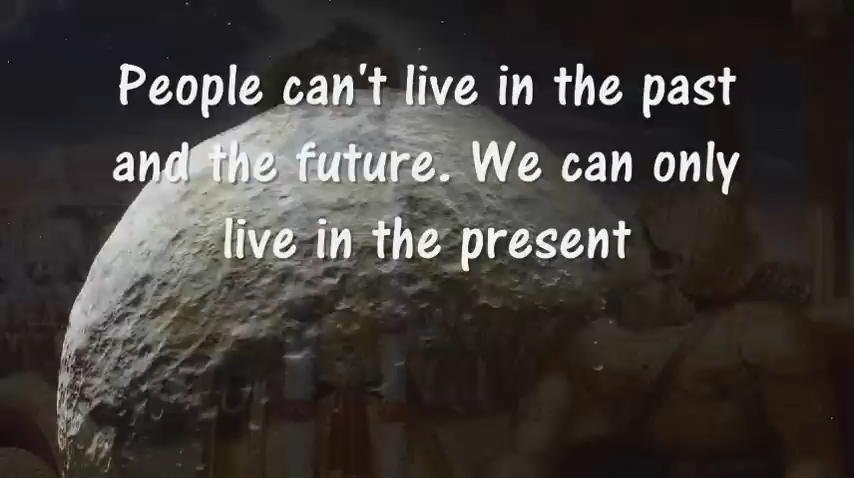 People can't live in the past
and the future. We can only
live in the present